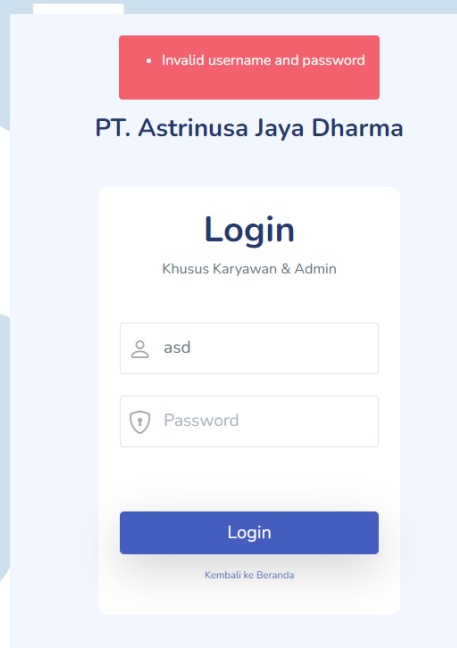 • Invalid username and password
PT. Astrinusa Jaya Dharma
Login
Khusus Karyawan & Admin
asd
Password
Login
Kembali ke Beranda